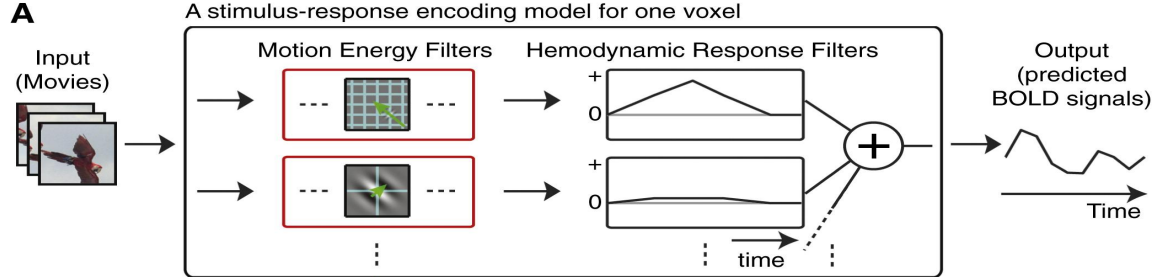 A
A stimulus-response encoding model for one voxel
Input
(Movies)
Motion Energy Filters
Hemodynamic Response Filters
Output
(predicted
BOLD signals)
+
0
+
0
+
time
Time